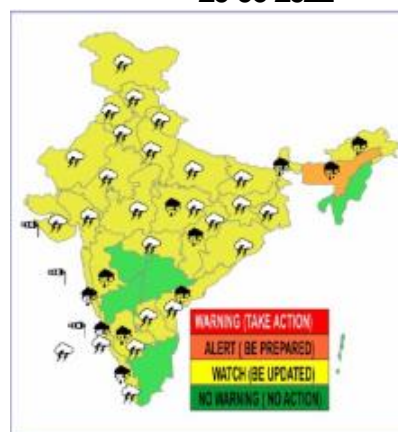 WARNING (TAKE ACTION)
ALERT ( BE PREPARED)
WATCH (BE UPDATED)
NO WARNING ( NO ACTION)